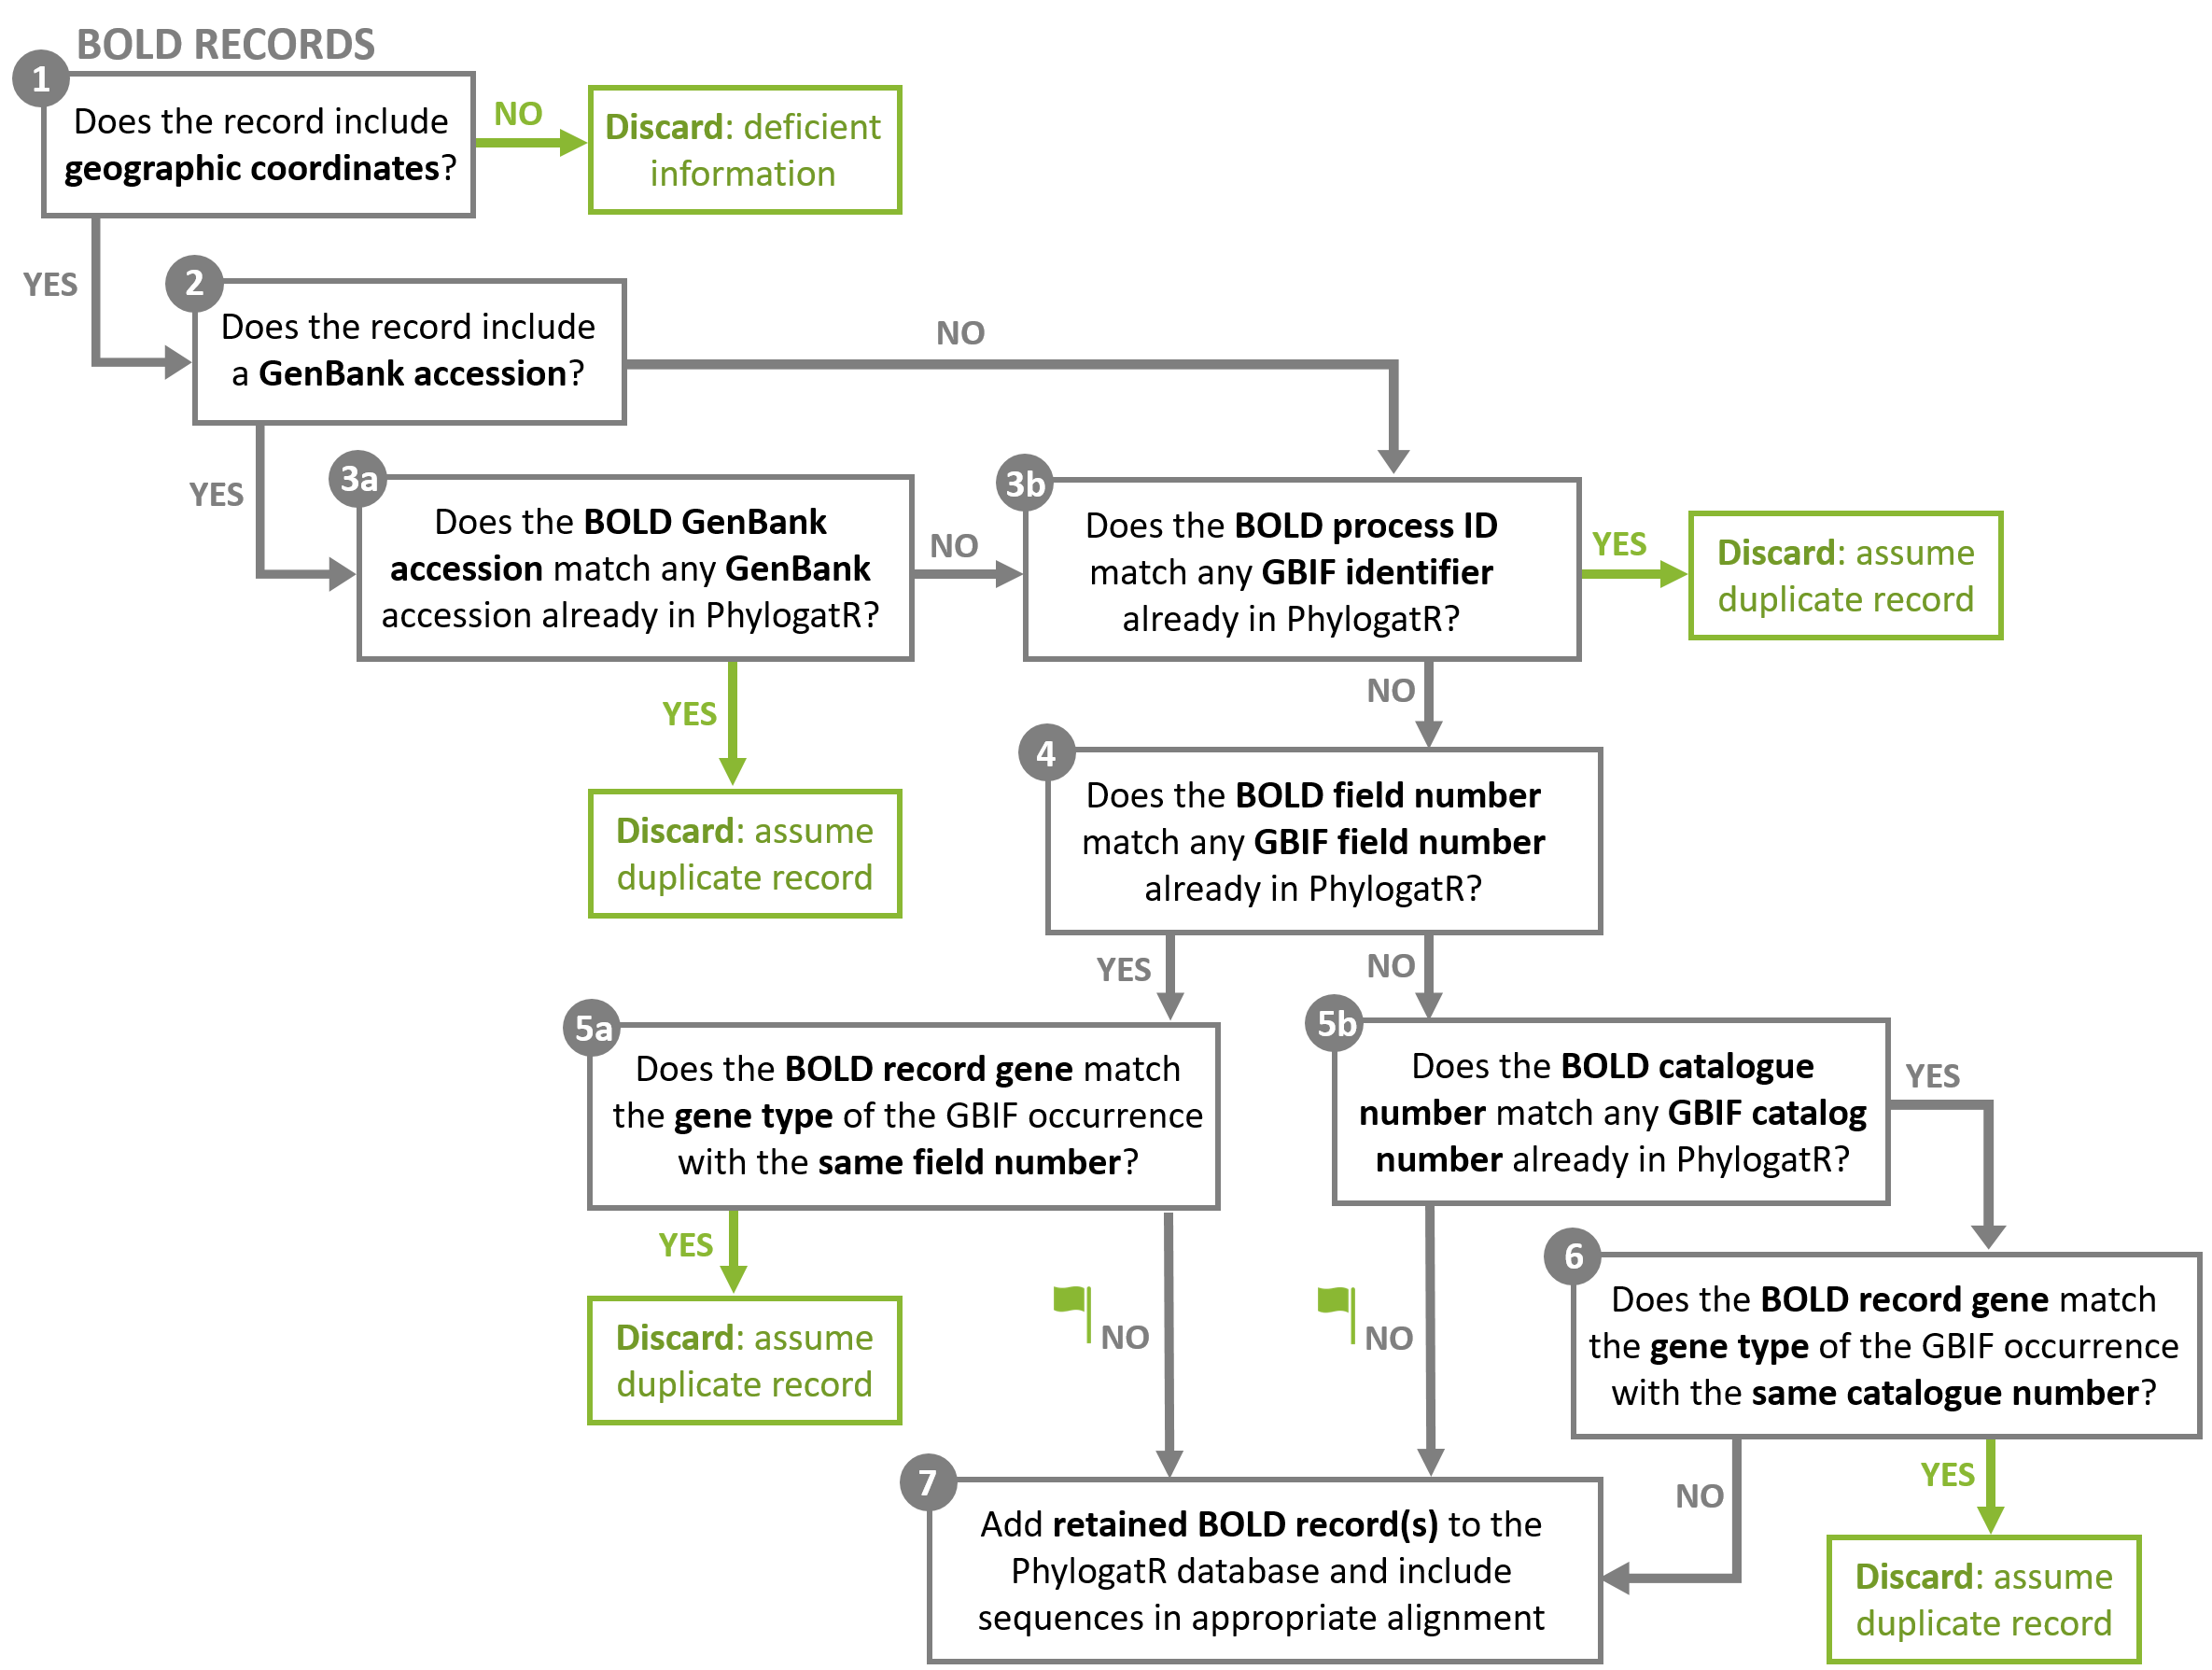 BOLD RECORDS
1
Does the record include
geographic coordinates?
NO
Discard: deficient
information
YES
2
Does the record include
a GenBank accession?
NO
YES
3a
Does the BOLD GenBank
accession match any GenBank
accession already in PhylogatR?
NO
3b
Does the BOLD process ID
match any GBIF identifier
already in PhylogatR?
YES
Discard: assume
duplicate record
YES
Discard: assume
duplicate record
NO
4
Does the BOLD field number
match any GBIF field number
already in PhylogatR?
YES
NO
5a
Does the BOLD record gene match
the gene type of the GBIF occurrence
with the same field number?
5b
Does the BOLD catalogue
number match any GBIF catalog
number already in PhylogatR?
YES
YES
Discard: assume
duplicate record
NO
NO
6
Does the BOLD record gene match
the gene type of the GBIF occurrence
with the same catalogue number?
NO
YES
Discard: assume
duplicate record
7
Add retained BOLD record(s) to the
PhylogatR database and include
sequences in appropriate alignment